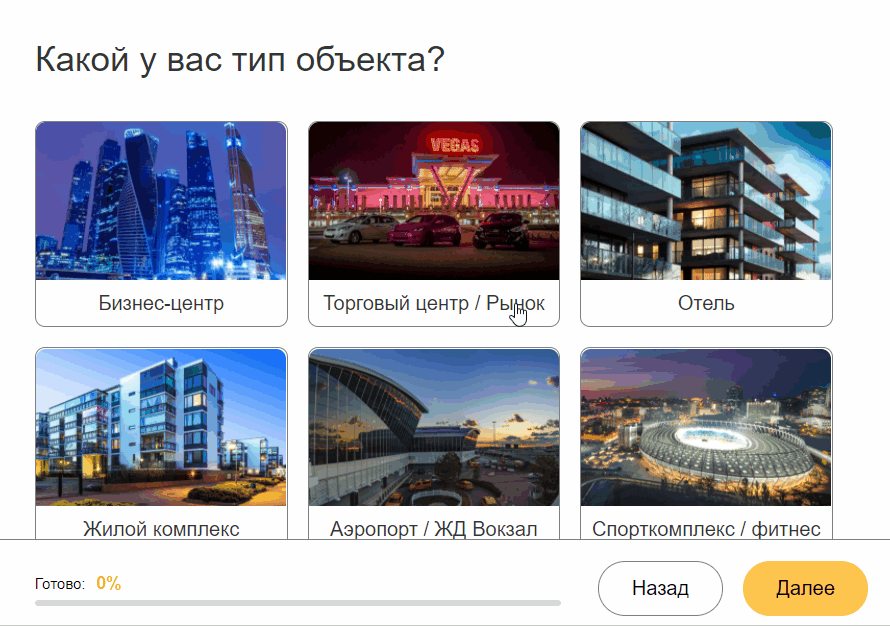 Какой у вас тип объекта?
VEGAS
Бизнес-центр
Торговый центр / Рынок
Отель
Жилой комплекс
Аэропорт / ЖД Вокзал
Спорткомплекс / фитнес
Готово: 0%
Назад
Далее